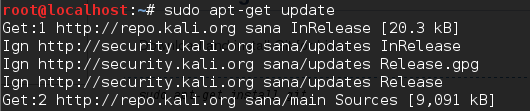 root@localhost:~# sudo apt-get update
Get:1 http://repo.kali.org sana InRelease [20.3 kB]
Ign http://security.kali.org sana/updates InRelease
Ign http://security.kali.org sana/updates Release.gpg
Ign http://security.kali.org sana/updates Release
Get:2 http://repo.kali.org sana/main Sources [9,091 kB]